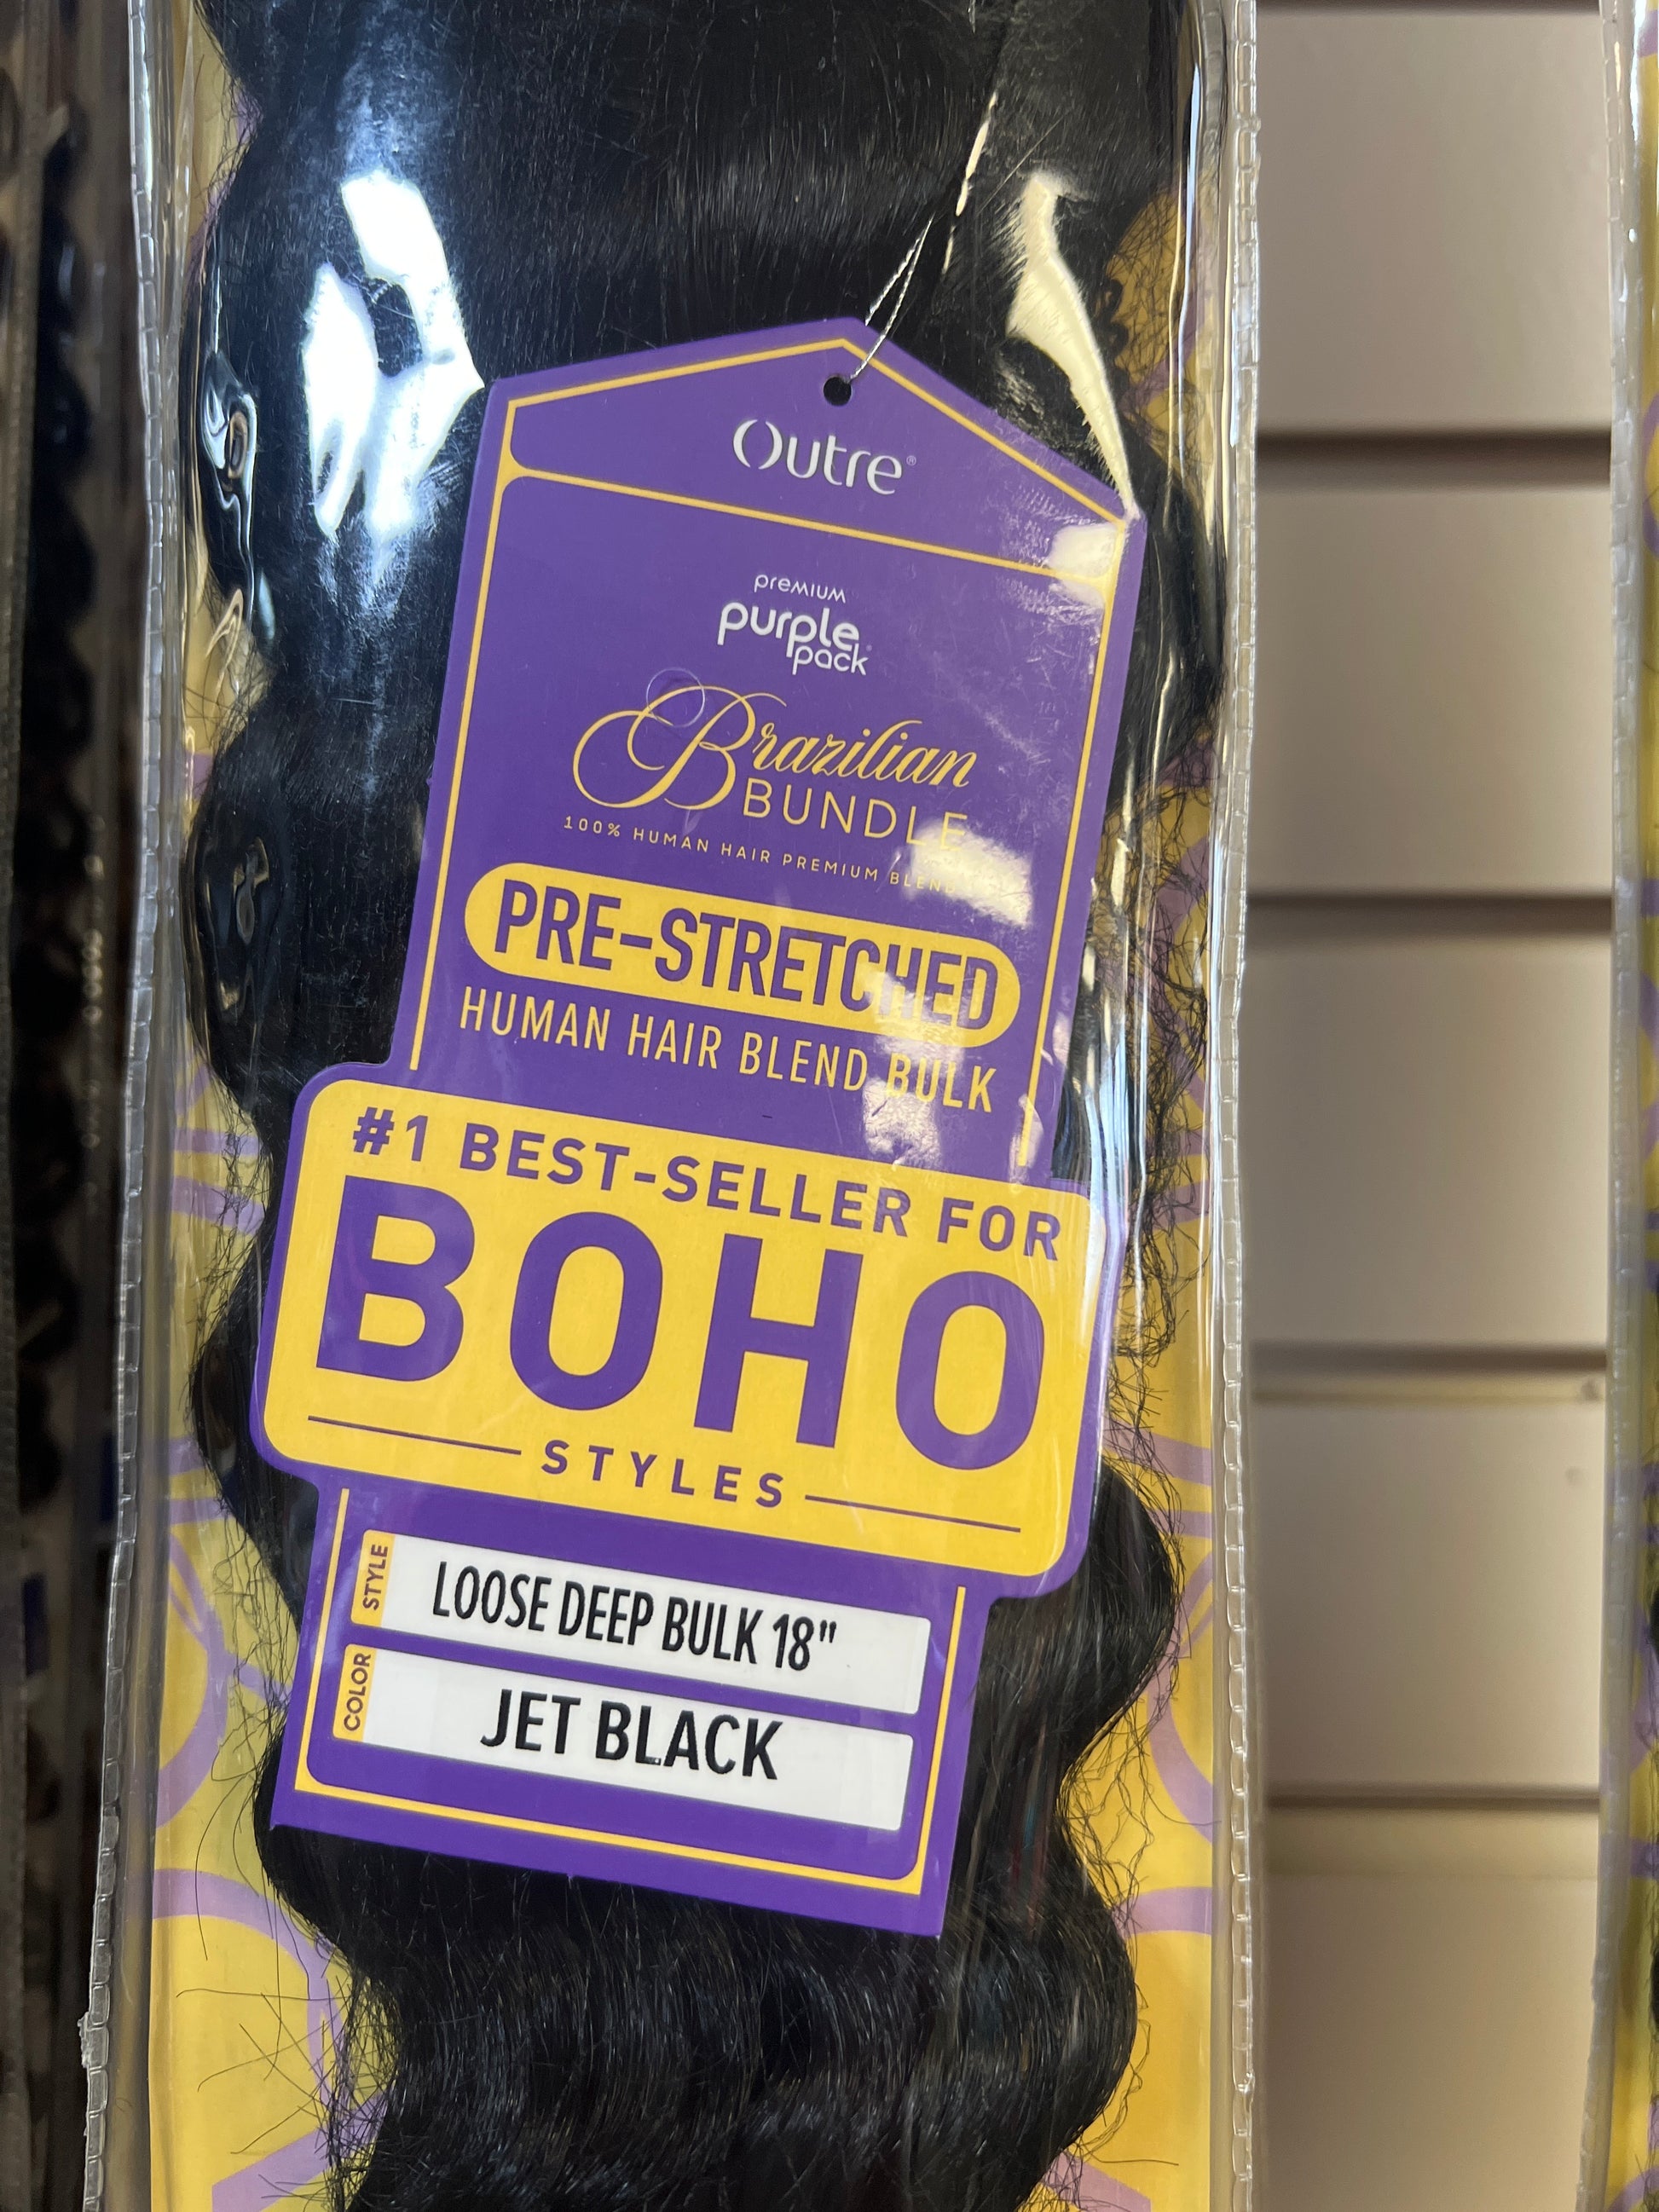 Outre®
PREMIUM
purple
pack
Brazilian
BUNDLE
100% HUMAN HAIR PREMIUM BLEND
PRE-STRETCHED
HUMAN HAIR BLEND BULK
#1 BEST-SELLER FOR
BOHO
STYLES
STYLE
LOOSE DEEP BULK 18"
COLOR
JET BLACK